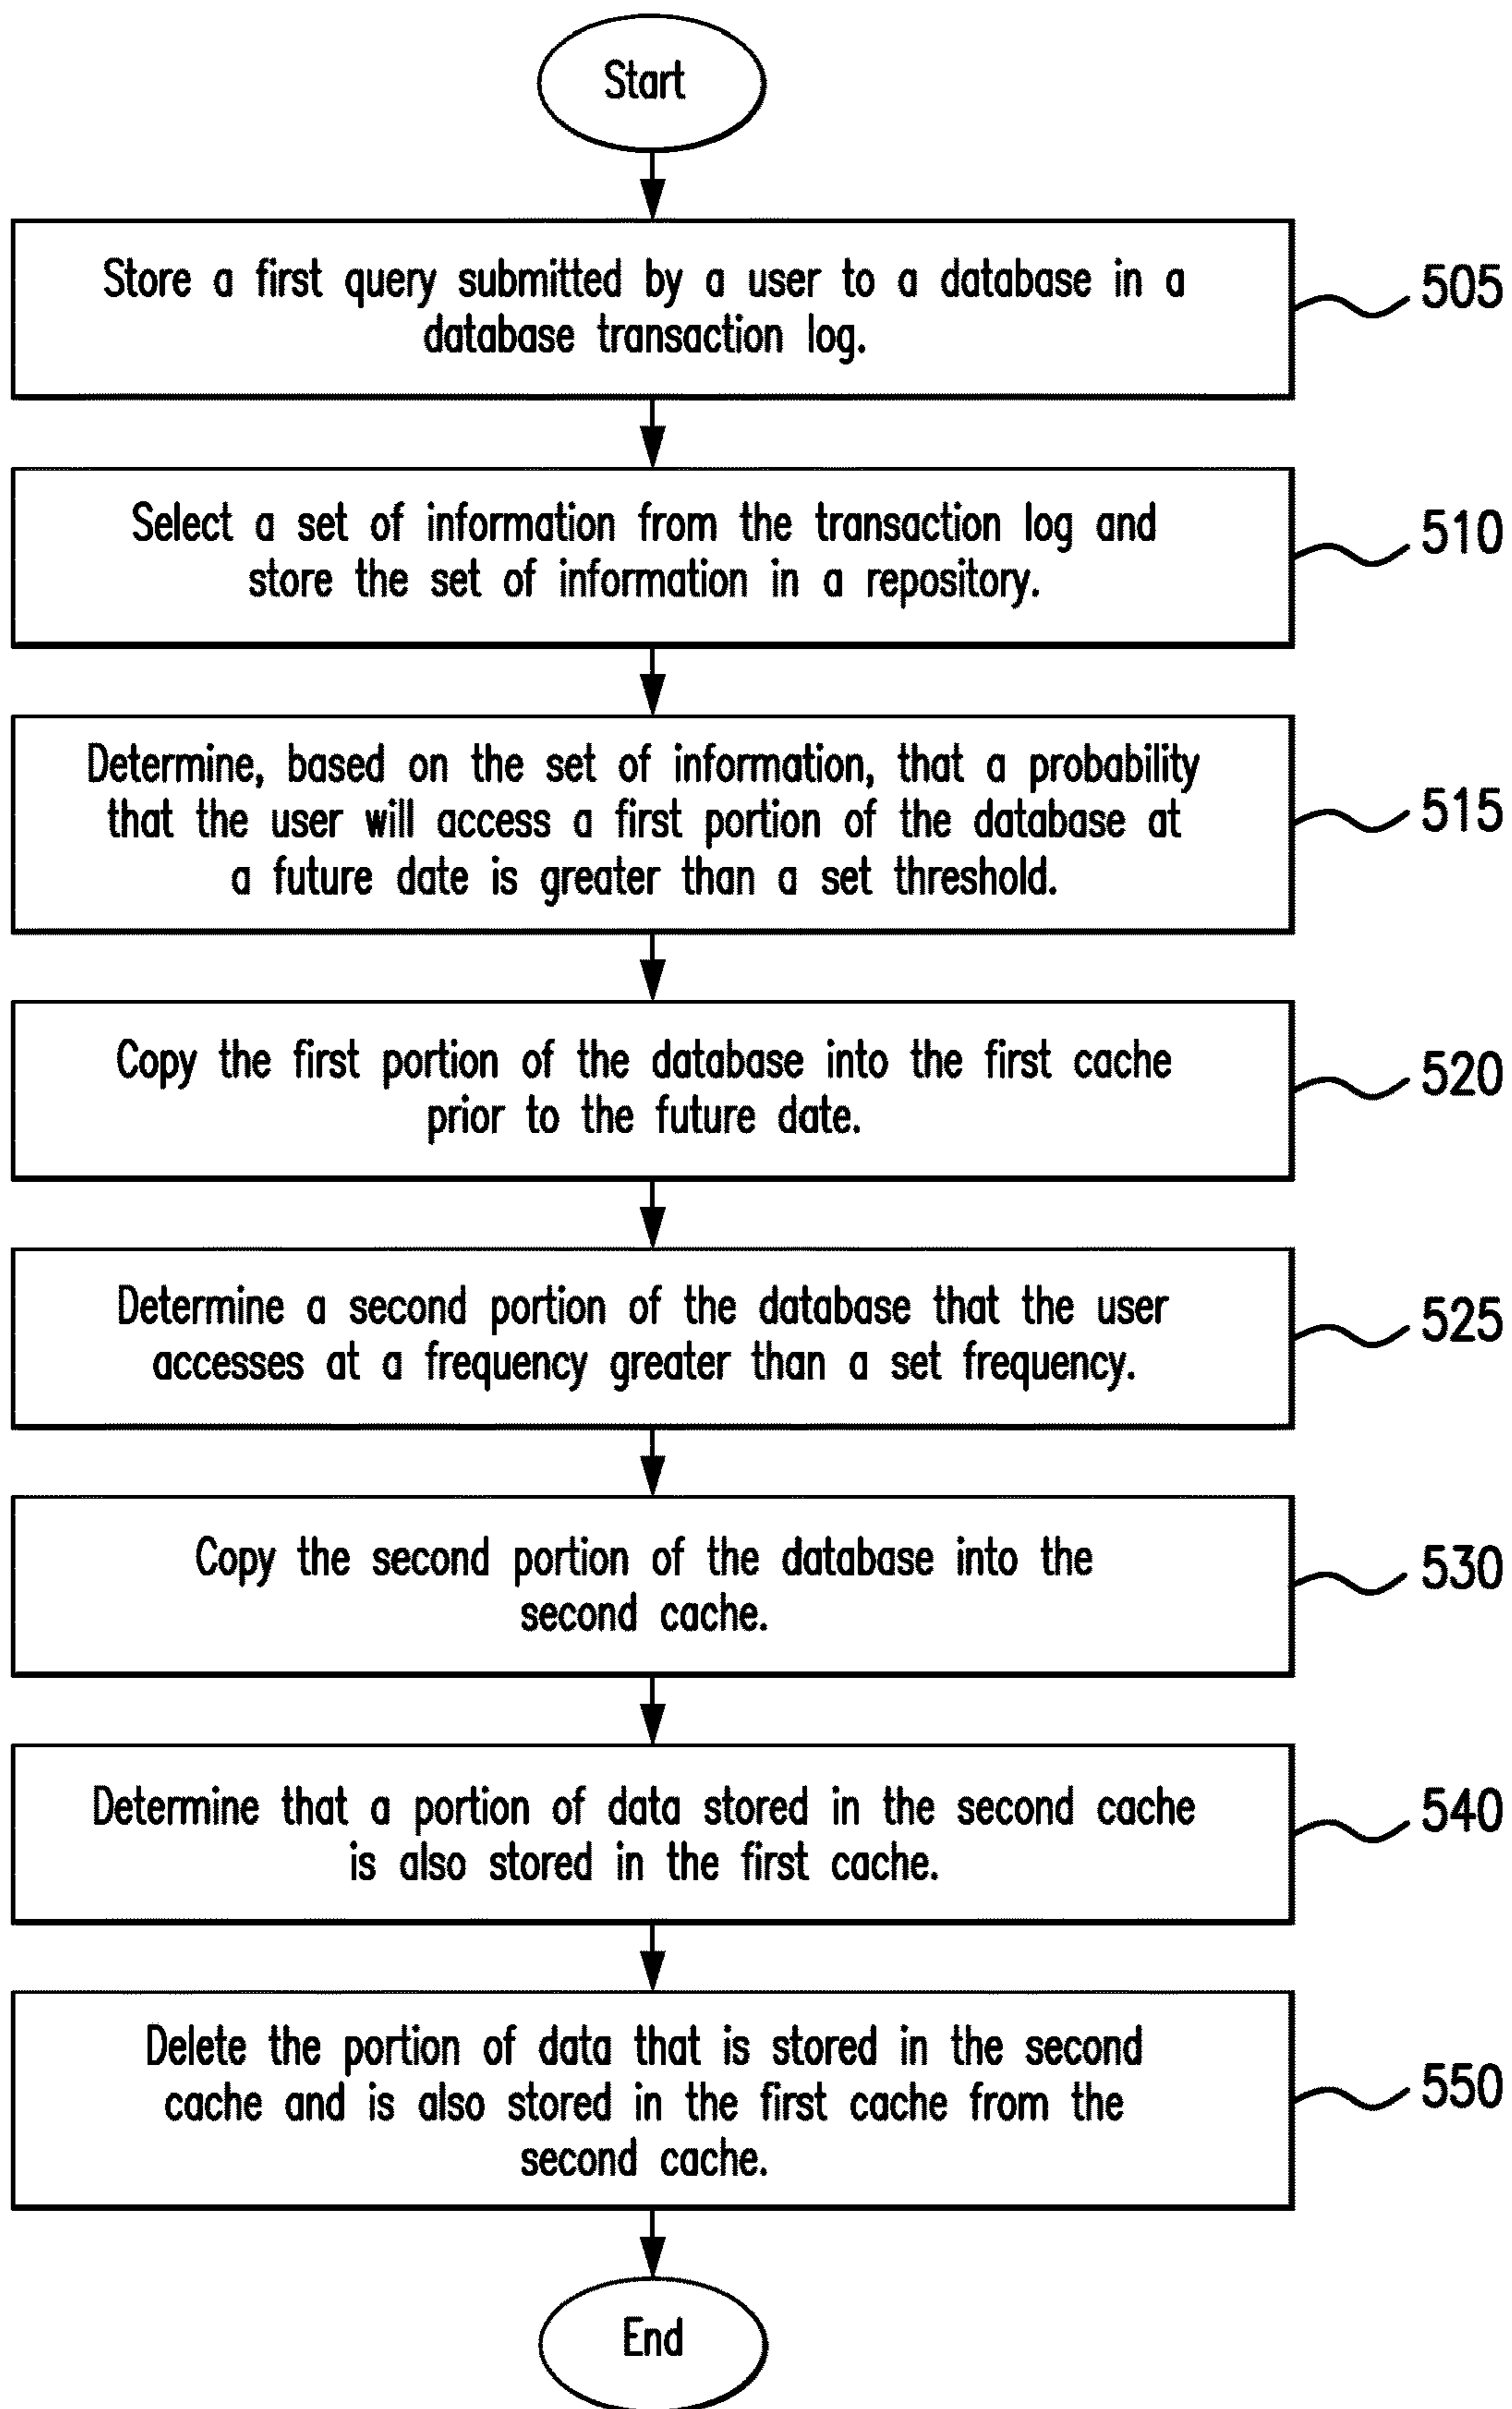 Start
Store a first query submitted by a user to a database in a
database transaction log.
505
Select a set of information from the transaction log and
store the set of information in a repository.
510
Determine, based on the set of information, that a probability
that the user will access a first portion of the database at
a future date is greater than a set threshold.
515
Copy the first portion of the database into the first cache
prior to the future date.
520
Determine a second portion of the database that the user
accesses at a frequency greater than a set frequency.
525
Copy the second portion of the database into the
second cache.
530
Determine that a portion of data stored in the second cache
is also stored in the first cache.
540
Delete the portion of data that is stored in the second
cache and is also stored in the first cache from the
second cache.
550
End